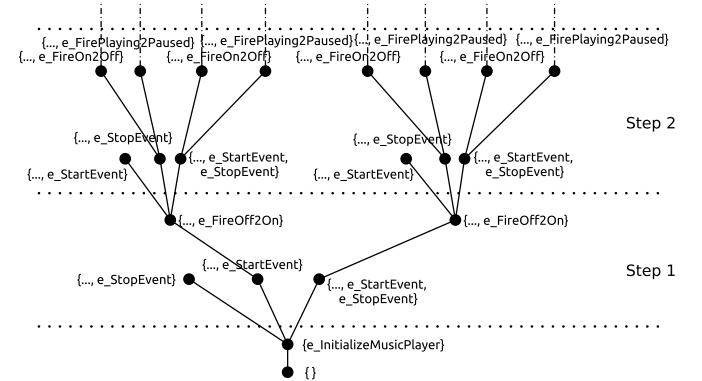 {..., e_FirePlaying2Paused} {..., e_FirePlaying2Paused} {..., e_FirePlaying2Paused} {..., e_FirePlaying2Paused}
{..., e_FireOn2Off} {..., e_FireOn2Off} {..., e_FireOn2Off} {..., e_FireOn2Off}
Step 2
{..., e_StopEvent} {..., e_StopEvent}
{..., e_StartEvent,
e_StopEvent}
{..., e_StartEvent,
e_StopEvent}
{..., e_StartEvent} {..., e_StartEvent}
{..., e_FireOff2On} {..., e_FireOff2On}
{..., e_StartEvent}
Step 1
{..., e_StopEvent}
{..., e_StartEvent,
e_StopEvent}
{e_InitializeMusicPlayer}
{}